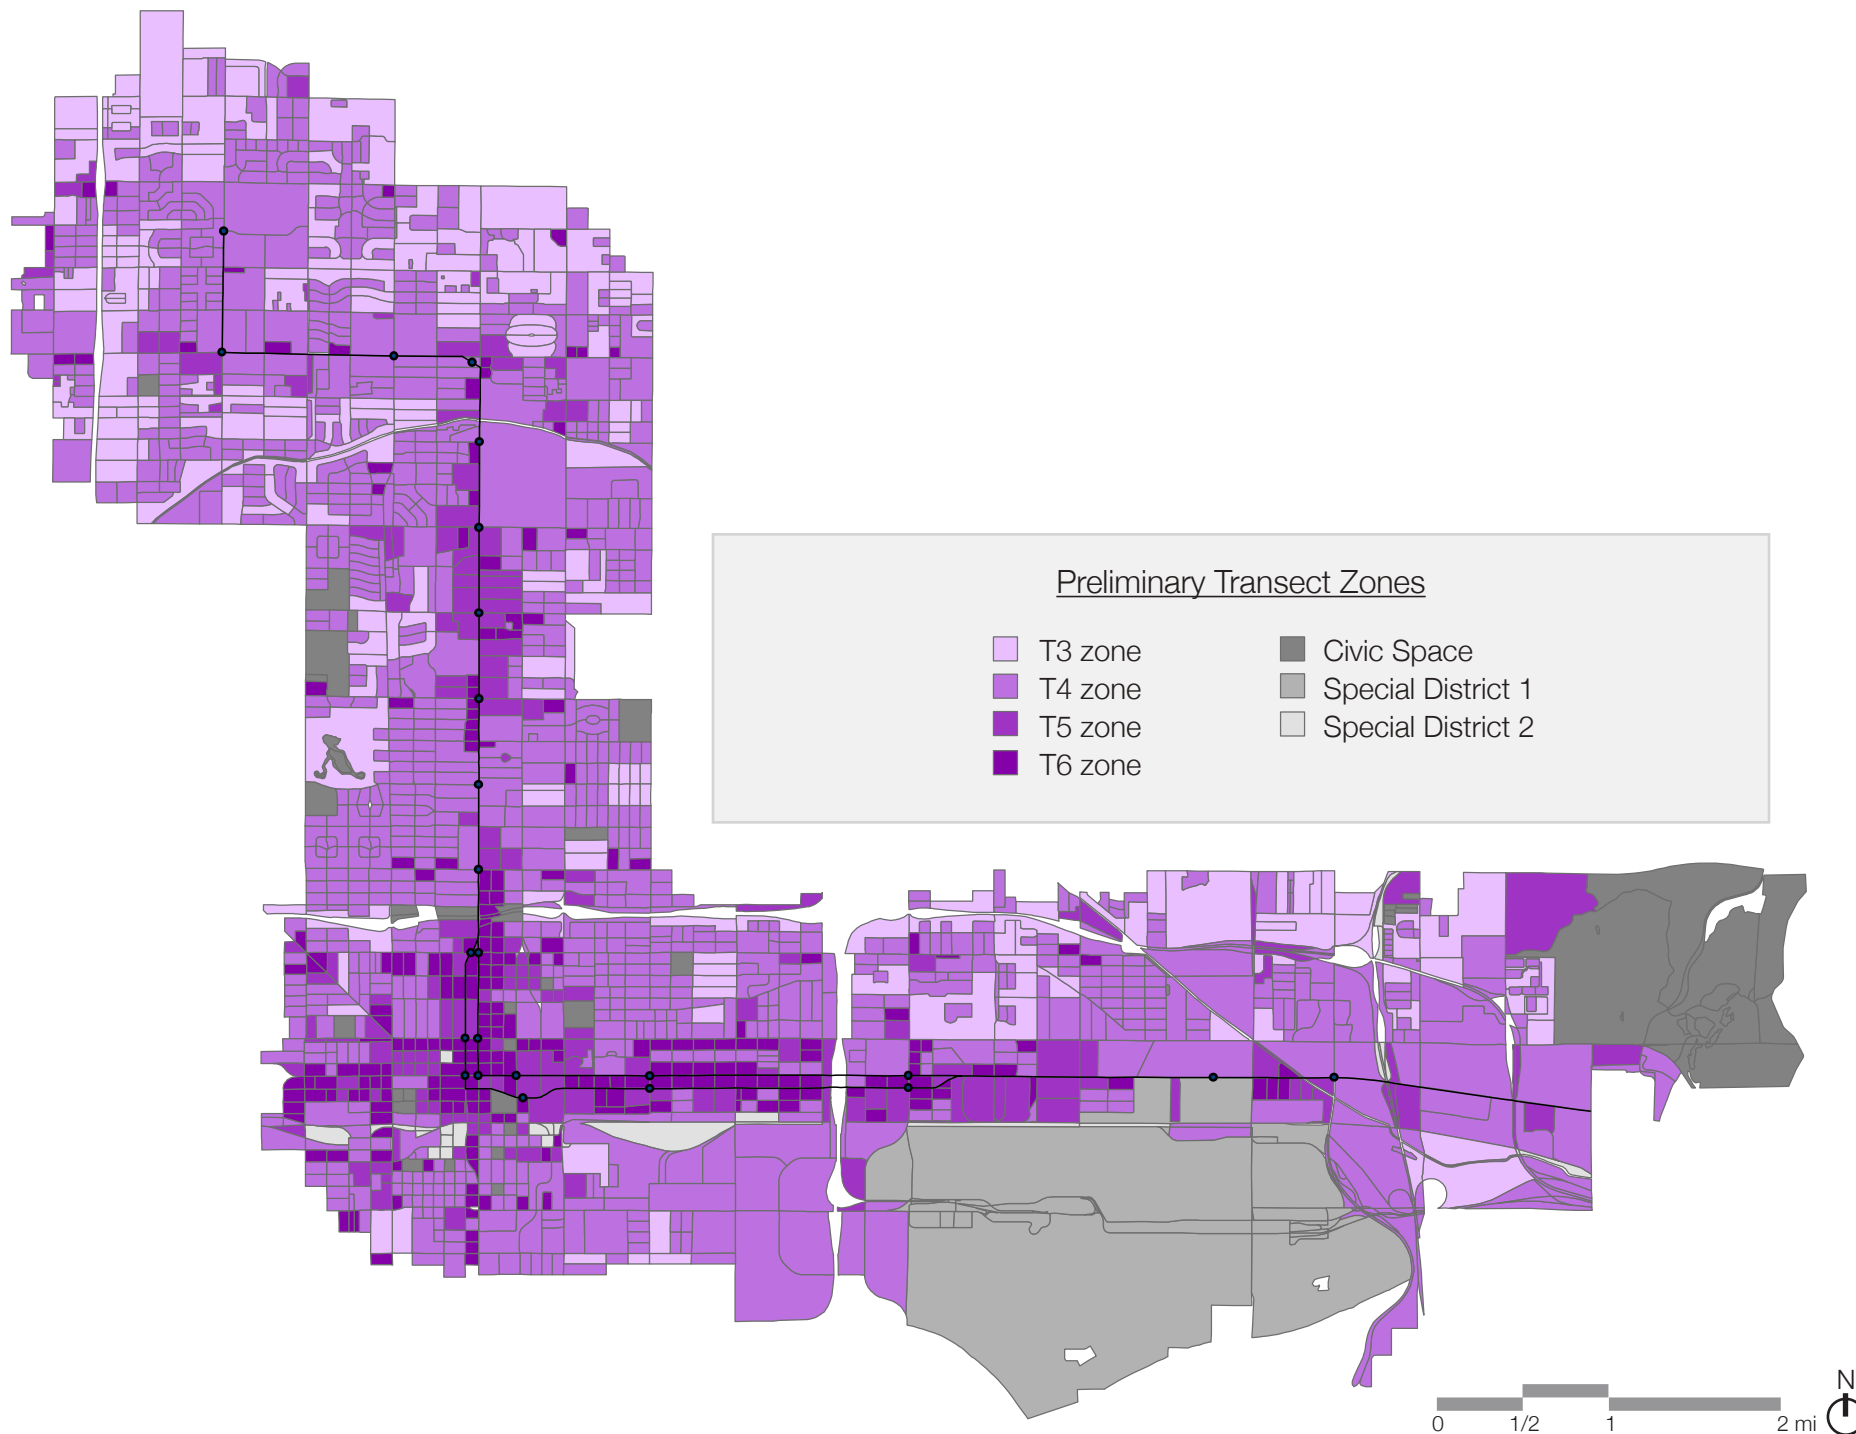 Preliminary Transect Zones
T3 zone
T4 zone
T5 zone
T6 zone
Civic Space
Special District 1
Special District 2
N
0 1/2 1 2 mi